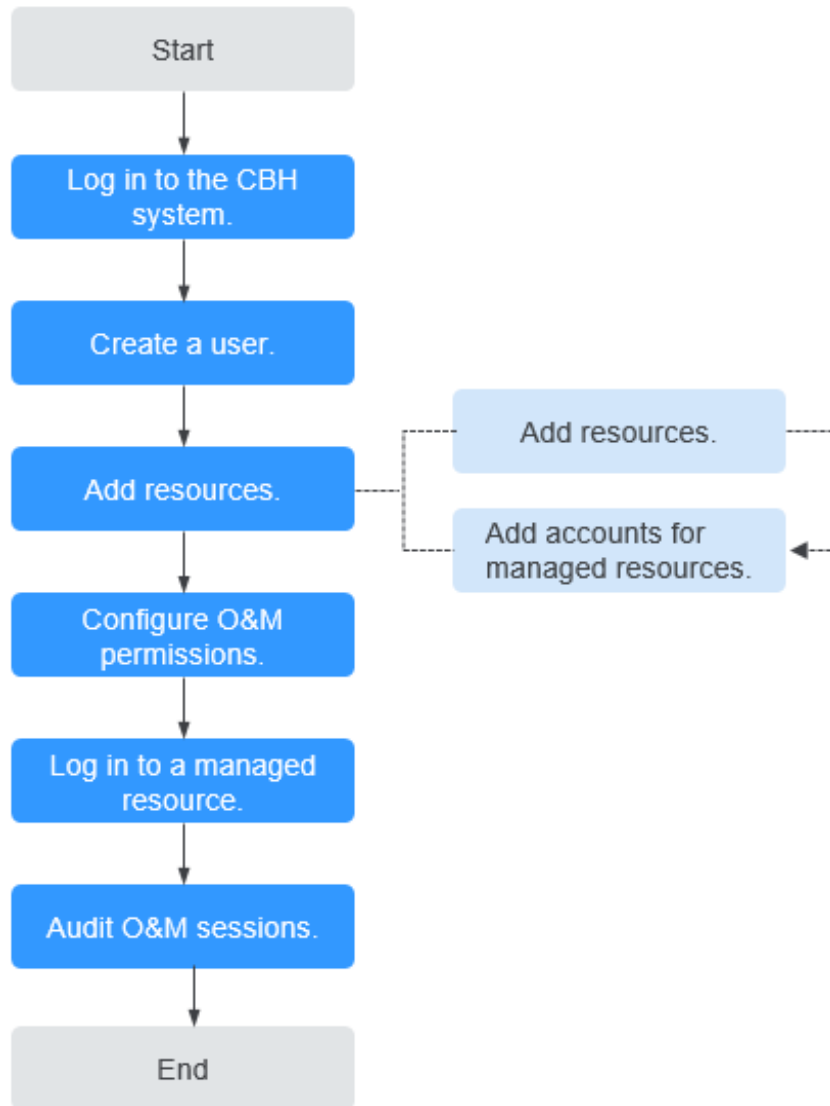 Start
Log in to the CBH
system.
Create a user.
Add resources.
Add resources.
Add accounts for
managed resources.
Configure O&M
permissions.
Log in to a managed
resource.
Audit O&M sessions.
End